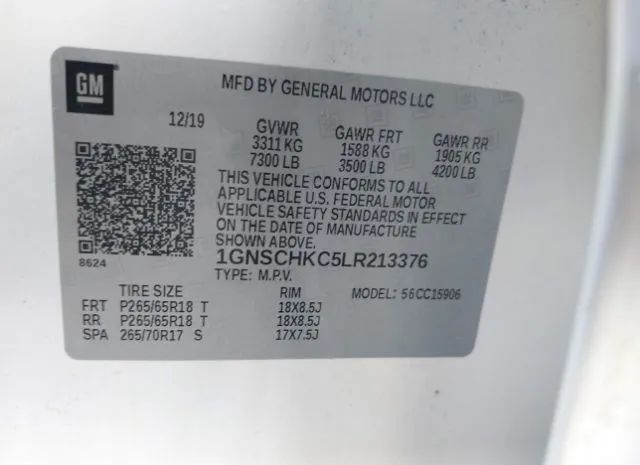 GM
MFD BY GENERAL MOTORS LLC
12/19 GVWR GAWR FRT GAWR RR
3311 KG 1588 KG 1905 KG
7300 LB 3500 LB 4200 LB
THIS VEHICLE CONFORMS TO ALL
APPLICABLE U.S. FEDERAL MOTOR
VEHICLE SAFETY STANDARDS IN EFFECT
ON THE DATE OF MANUFACTURE
SHOWN ABOVE.
8624
1GNSCHKC5LR213376
TYPE: M.P.V.
MODEL: 56CC15906
TIRE SIZE RIM
FRT P265/65R18 T 18X8.5J
RR P265/65R18 T 18X8.5J
SPA 265/70R17 S 17X7.5J